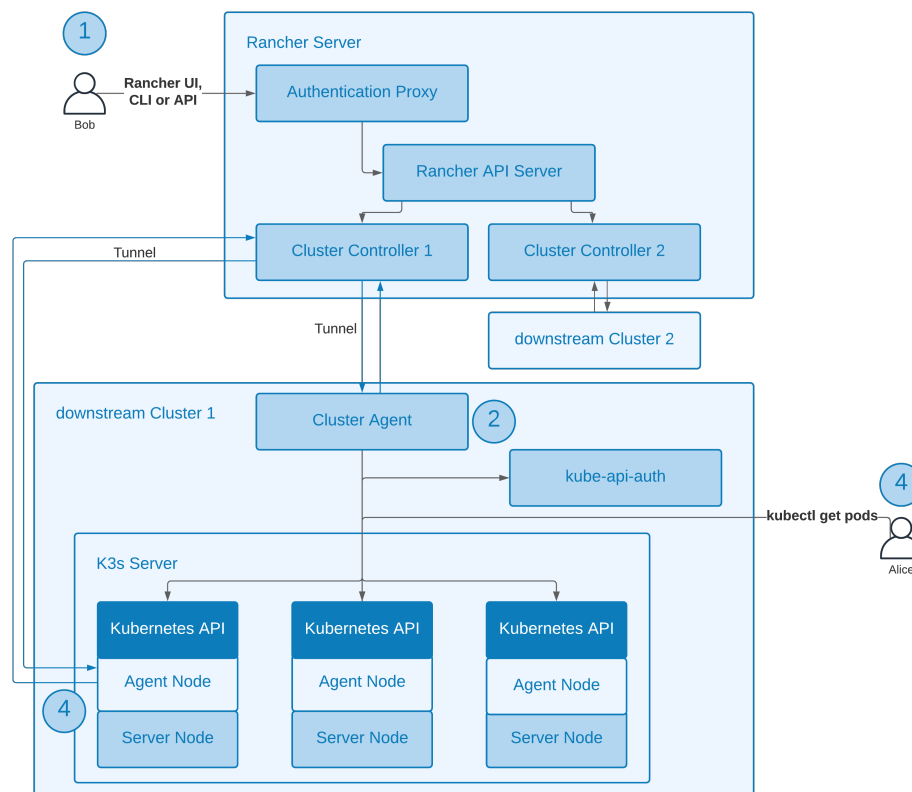 1
Rancher Server
Rancher UI,
CLI or API
Bob
Authentication Proxy
Rancher API Server
Cluster Controller 1
Cluster Controller 2
Tunnel
Tunnel
downstream Cluster 2
downstream Cluster 1
Cluster Agent
2
kube-api-auth
4
kubectl get pods
Alice
K3s Server
Kubernetes API
Kubernetes API
Kubernetes API
Agent Node
Agent Node
Agent Node
4
Server Node
Server Node
Server Node